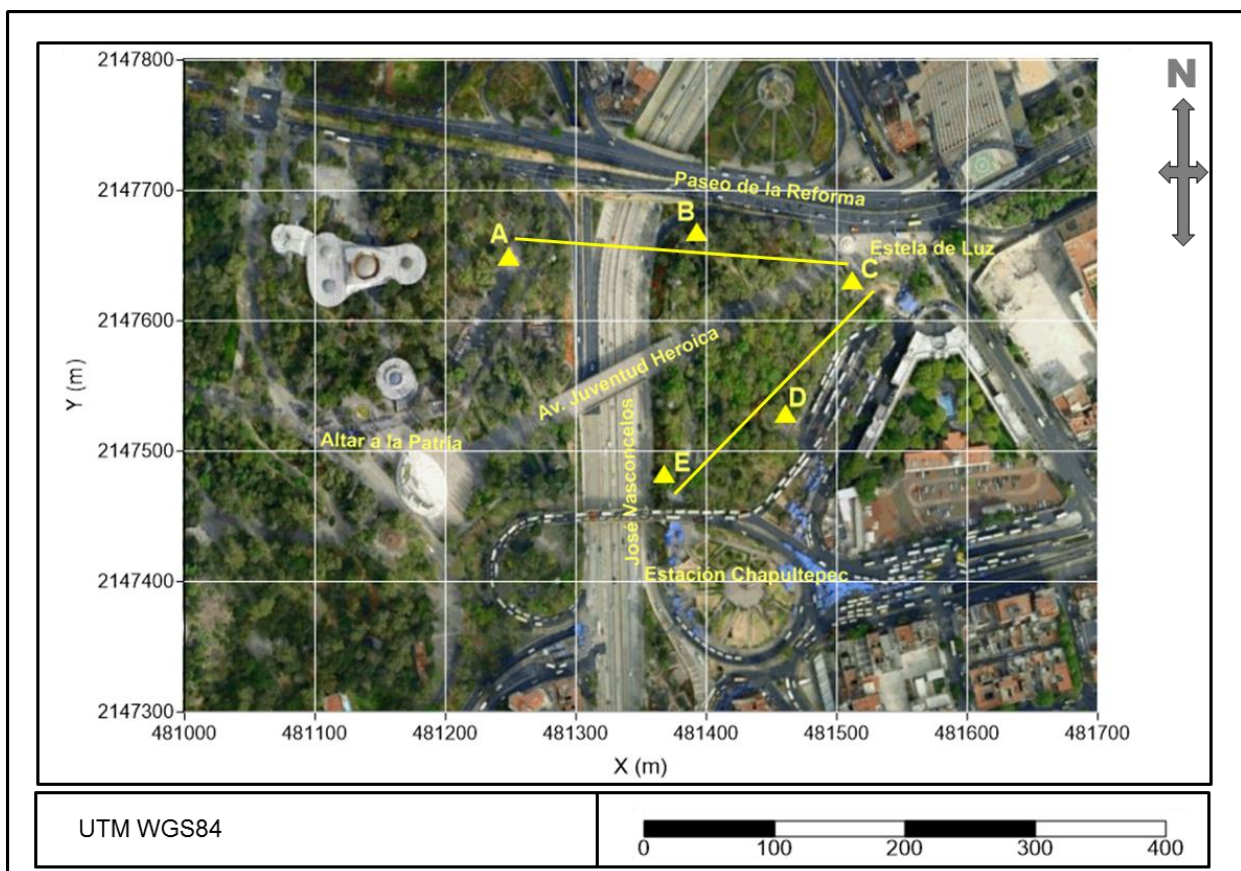 2147800
N
2147700
Paseo de la Reforma
B
A
Estela de Luz
C
2147600
Av. Juventud Heroica
Y (m)
D
2147500
Altar a la Patría
E
José Vasconcelos
2147400
Estación Chapultepec
2147300
481000 481100 481200 481300 481400 481500 481600 481700
X (m)
UTM WGS84
0 100 200 300 400